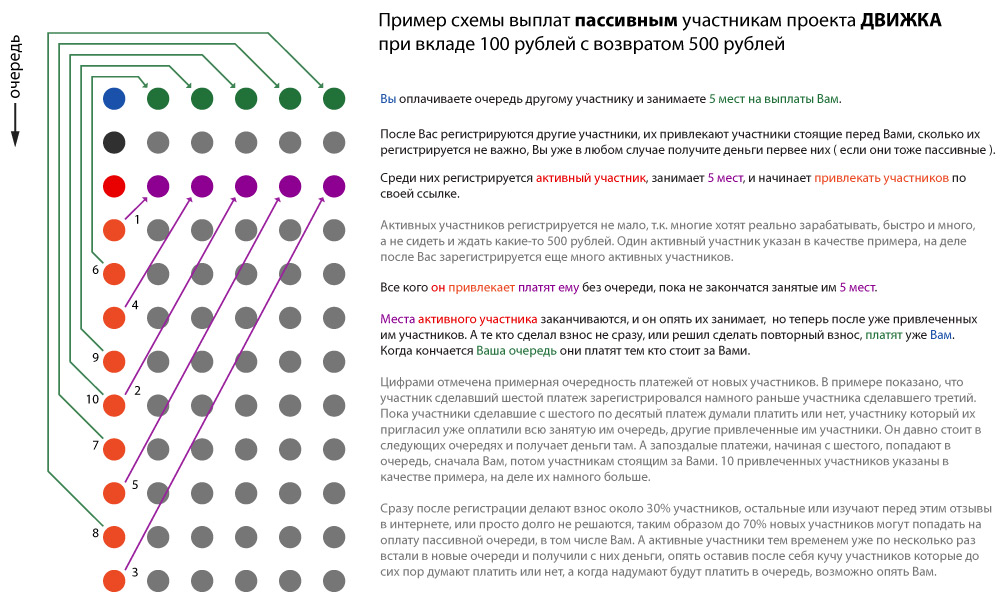 очередь
Пример схемы выплат пассивным участникам проекта ДВИЖКА
при вкладе 100 рублей с возвратом 500 рублей
Вы оплачиваете очередь другому участнику и занимаете 5 мест на выплаты Вам.
После Вас регистрируются другие участники, их привлекают участники стоящие перед Вами, сколько их
регистрируется не важно, Вы уже в любом случае получите деньги первее них ( если они тоже пассивные ).
Среди них регистрируется активный участник, занимает 5 мест, и начинает привлекать участников по
своей ссылке.
Активных участников регистрируется не мало, т.к. многие хотят реально зарабатывать, быстро и много,
а не сидеть и ждать какие-то 500 рублей. Один активный участник указан в качестве примера, на деле
после Вас зарегистрируется еще много активных участников.
Все кого он привлекает платят ему без очереди, пока не закончатся занятые им 5 мест.
Места активного участника заканчиваются, и он опять их занимает, но теперь после уже привлеченных
им участников. А те кто сделал взнос не сразу, или решил сделать повторный взнос, платят уже Вам.
Когда кончается Ваша очередь они платят тем кто стоит за Вами.
Цифрами отмечена примерная очередность платежей от новых участников. В примере показано, что
участник сделавший шестой платеж зарегистрировался намного раньше участника сделавшего третий.
Пока участники сделавшие с шестого по десятый платеж думали платить или нет, участнику который их
пригласил уже оплатили всю занятую им очередь, другие привлеченные им участники. Он давно стоит в
следующих очередях и получает деньги там. А запоздалые платежи, начиная с шестого, попадают в
очередь, сначала Вам, потом участникам стоящим за Вами. 10 привлеченных участников указаны в
качестве примера, на деле их намного больше.
Сразу после регистрации делают взнос около 30% участников, остальные или изучают перед этим отзывы
в интернете, или просто долго не решаются, таким образом до 70% новых участников могут попадать на
оплату пассивной очереди, в том числе Вам. А активные участники тем временем уже по несколько раз
встали в новые очереди и получили с них деньги, опять оставив после себя кучу участников которые до
сих пор думают платить или нет, а когда надумают будут платить в очередь, возможно опять Вам.
1
6
4
9
2
10
7
5
8
3